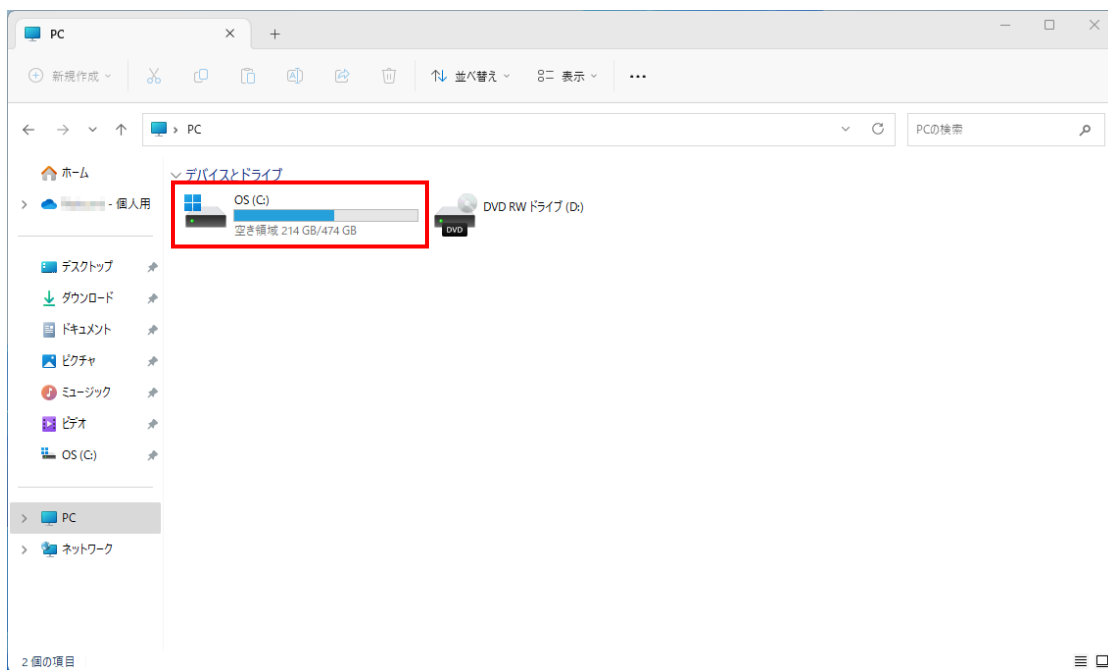 PC
新規作成
並べ替え
表示
PC
PCの検索
ホーム
- 個人用
デスクトップ
ダウンロード
ドキュメント
ピクチャ
ミュージック
ビデオ
OS (C:)
PC
ネットワーク
デバイスとドライブ
OS (C:)
空き領域 214 GB/474 GB
DVD RW ドライブ (D:)
DVD
2 個の項目